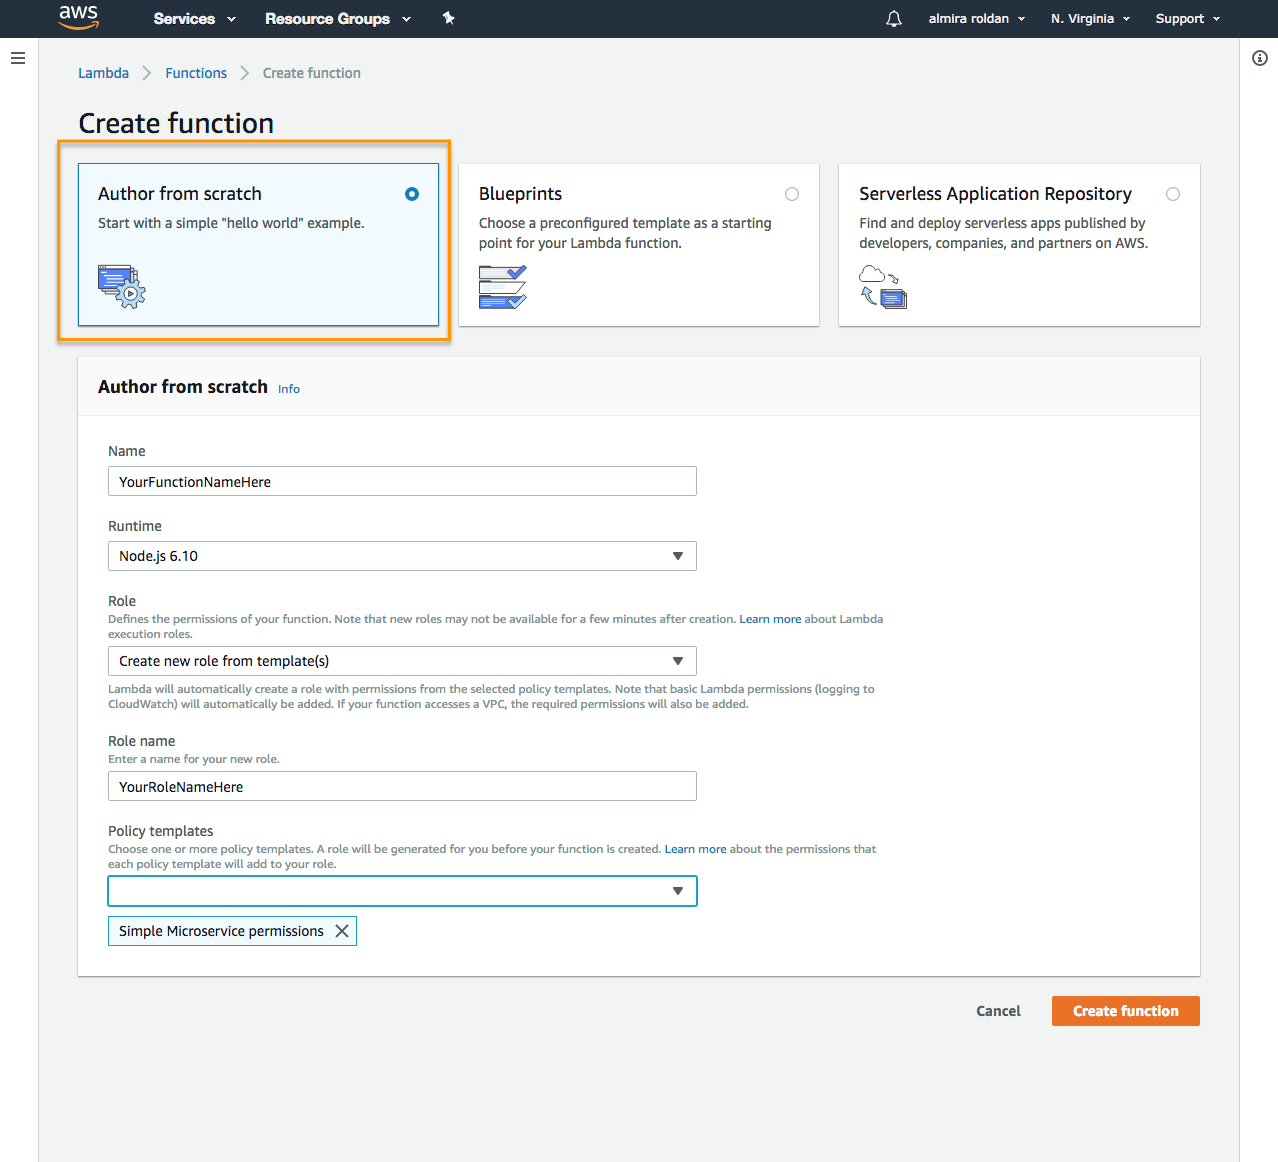 aws Services Resource Groups almira roldan N. Virginia Support
Lambda Functions Create function
Create function
Author from scratch
Start with a simple "hello world" example.
Blueprints
Choose a preconfigured template as a starting
point for your Lambda function.
Serverless Application Repository
Find and deploy serverless apps published by
developers, companies, and partners on AWS.
Author from scratch Info
Name
YourFunctionNameHere
Runtime
Node.js 6.10
Role
Defines the permissions of your function. Note that new roles may not be available for a few minutes after creation. Learn more about Lambda
execution roles.
Create new role from template(s)
Lambda will automatically create a role with permissions from the selected policy templates. Note that basic Lambda permissions (logging to
CloudWatch) will automatically be added. If your function accesses a VPC, the required permissions will also be added.
Role name
Enter a name for your new role.
YourRoleNameHere
Policy templates
Choose one or more policy templates. A role will be generated for you before your function is created. Learn more about the permissions that
each policy template will add to your role.
Simple Microservice permissions
Cancel Create function